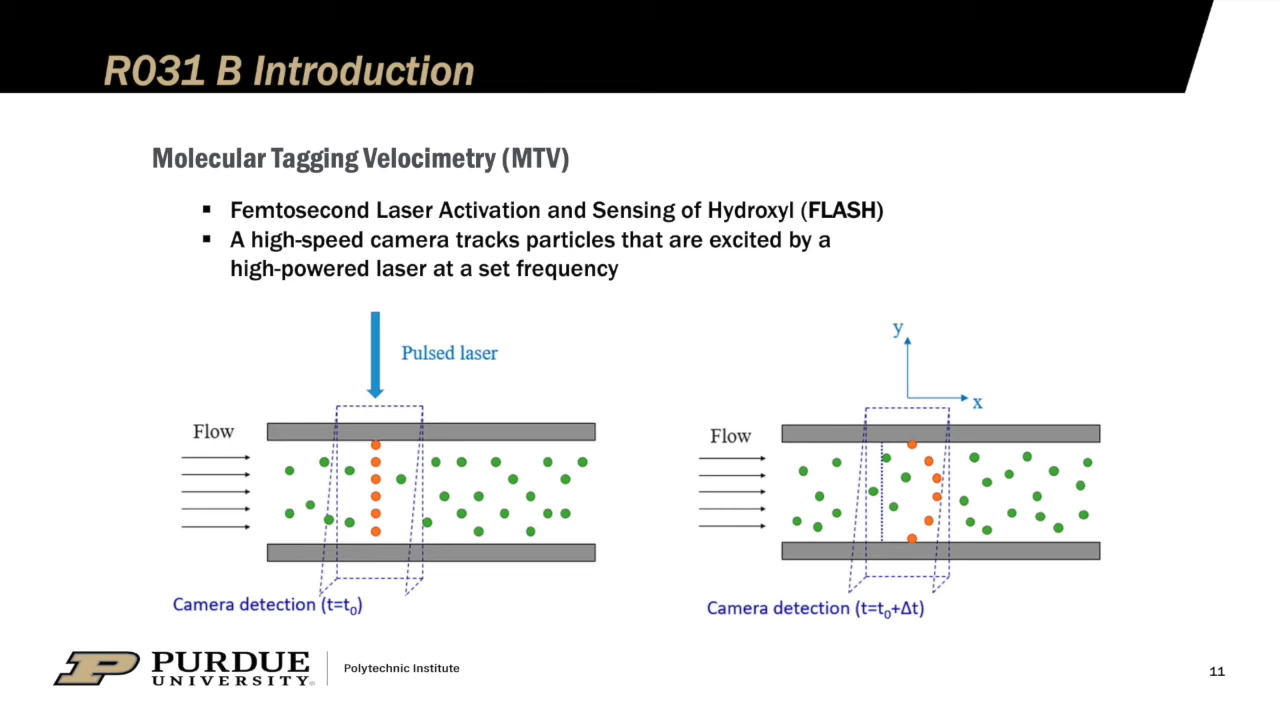 R031 B Introduction
Molecular Tagging Velocimetry (MTV)
▪ Femtosecond Laser Activation and Sensing of Hydroxyl (FLASH)
▪ A high-speed camera tracks particles that are excited by a
high-powered laser at a set frequency
Pulsed laser
Flow
Camera detection (t=t₀)
y
x
Flow
Camera detection (t=t₀+Δt)
PURDUE
UNIVERSITY®
Polytechnic Institute
11